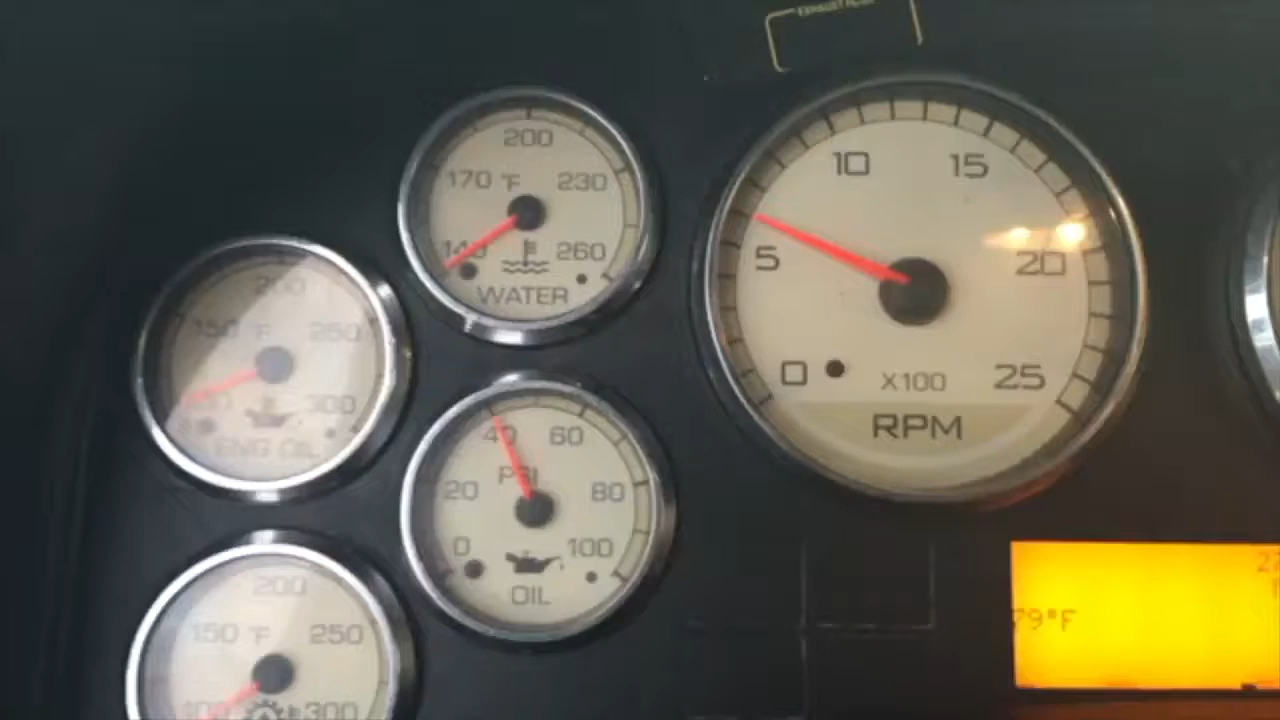 EXHAUST
200
170 °F 230
140 260
WATER
10 15
5 20
0 25
X100
RPM
200
150 °F 250
300
ENG OIL
40 60
PSI
20 80
0 100
OIL
200
150 °F 250
100 300
79°F